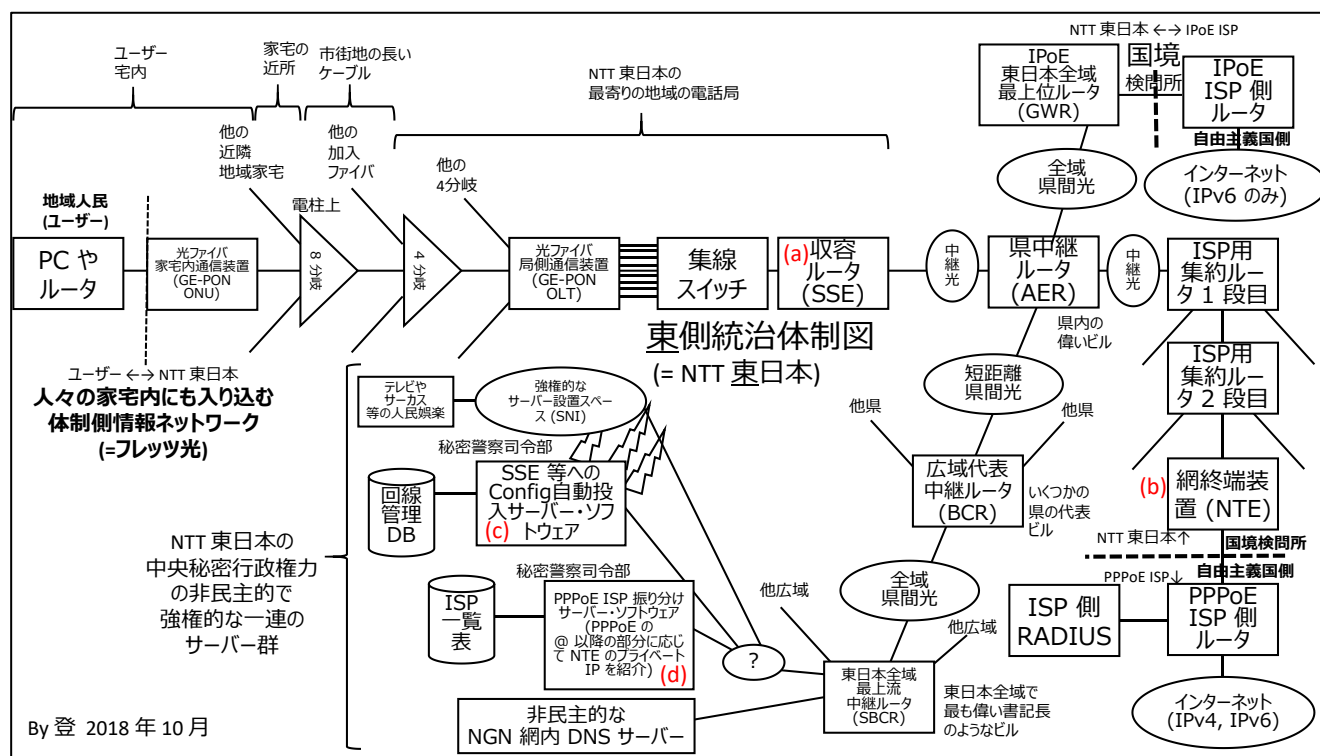 ユーザー
宅内
家宅の
近所
市街地の長い
ケーブル
NTT 東日本の
最寄りの地域の電話局
NTT 東日本 ←→ IPoE ISP
国境
検問所
IPoE
東日本全域
最上位ルータ
(GWR)
IPoE
ISP 側
ルータ
自由主義国側
インターネット
(IPv6 のみ)
全域
県間光
他の
近隣
地域家宅
他の
加入
ファイバ
他の
4分岐
地域人民
(ユーザー)
電柱上
PC や
ルータ
光ファイバ
家宅内通信装置
(GE-PON
ONU)
8 分岐
4 分岐
光ファイバ
局側通信装置
(GE-PON
OLT)
集線
スイッチ
(a)
収容
ルータ
(SSE)
中
継
光
県中継
ルータ
(AER)
中
継
光
ISP用
集約ルー
タ 1 段目
県内の
偉いビル
ユーザー ←→ NTT 東日本
人々の家宅内にも入り込む
体制側情報ネットワーク
(=フレッツ光)
東側統治体制図
(= NTT 東日本)
短距離
県間光
ISP用
集約ルー
タ 2 段目
テレビや
サーカス
等の人民娯楽
強権的な
サーバー設置スペー
ス (SNI)
他県
他県
秘密警察司令部
回線
管理
DB
SSE 等への
Config自動投
入サーバー・ソフ
トウェア
(c)
広域代表
中継ルータ
(BCR)
いくつかの
県の代表
ビル
(b)
網終端装
置 (NTE)
NTT 東日本↑
国境検問所
PPPoE ISP↓
自由主義国側
NTT 東日本の
中央秘密行政権力
の非民主的で
強権的な一連の
サーバー群
秘密警察司令部
ISP
一覧
表
PPPoE ISP 振り分け
サーバー・ソフトウェア
(PPPoE の
@ 以降の部分に応じ
て NTE のプライベート
IP を紹介)
(d)
?
他広域
全域
県間光
他広域
ISP 側
RADIUS
PPPoE
ISP 側
ルータ
東日本全域
最上流
中継ルータ
(SBCR)
東日本全域で
最も偉い書記長
のようなビル
インターネット
(IPv4, IPv6)
非民主的な
NGN 網内 DNS サーバー
By 登 2018 年 10 月